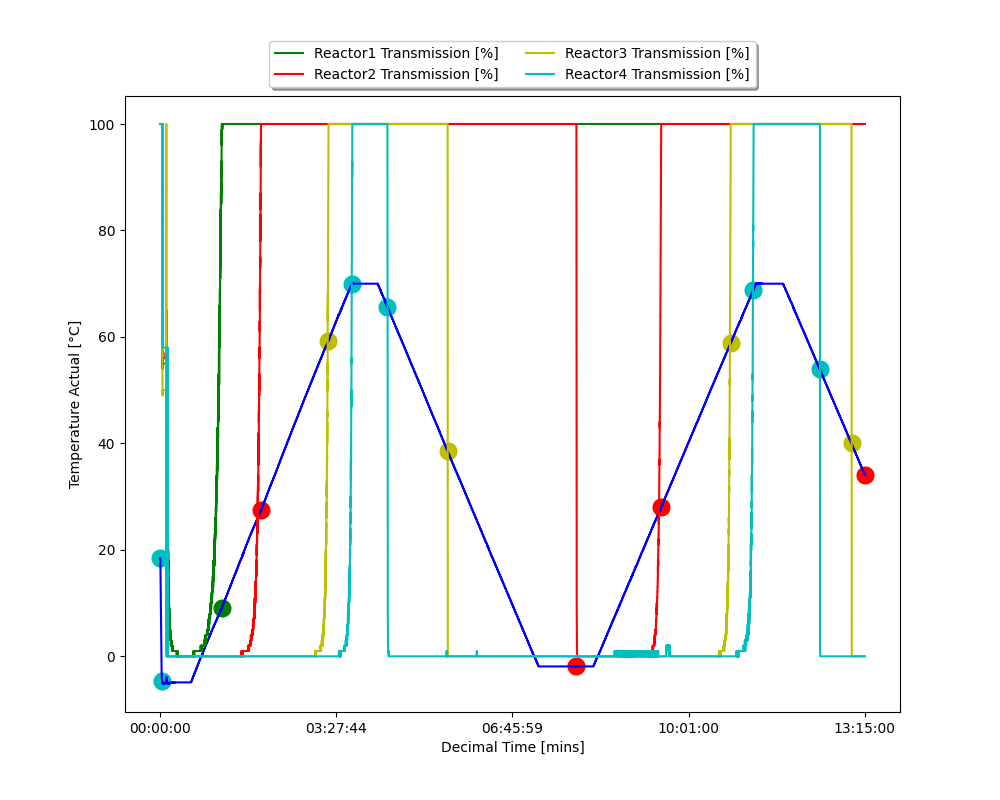 Reactor1 Transmission [%]
Reactor2 Transmission [%]
Reactor3 Transmission [%]
Reactor4 Transmission [%]
100
80
60
40
20
0
Temperature Actual [°C]
00:00:00
03:27:44
06:45:59
10:01:00
13:15:00
Decimal Time [mins]